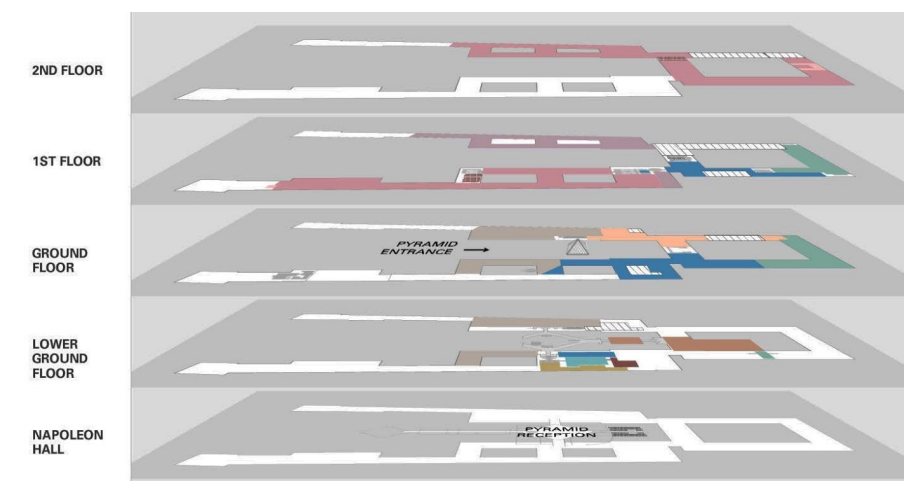 2ND FLOOR
1ST FLOOR
PYRAMID
ENTRANCE
GROUND
FLOOR
LOWER
GROUND
FLOOR
NAPOLEON
HALL
PYRAMID
RECEPTION